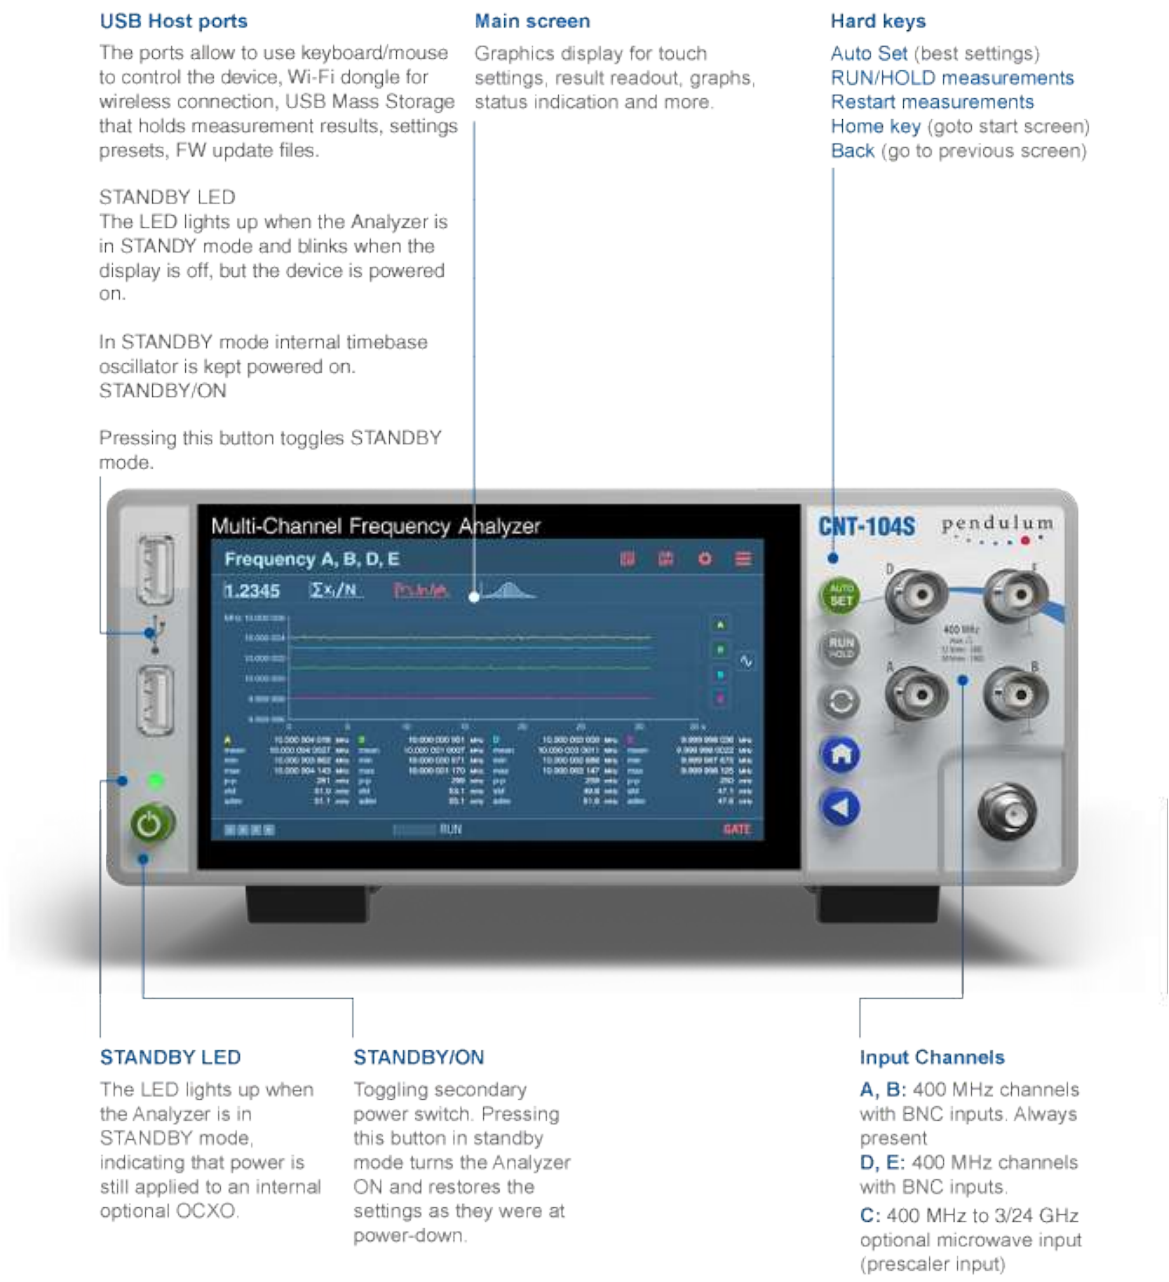 USB Host ports
The ports allow to use keyboard/mouse
to control the device, Wi-Fi dongle for
wireless connection, USB Mass Storage
that holds measurement results, settings
presets, FW update files.
STANDBY LED
The LED lights up when the Analyzer is
in STANDY mode and blinks when the
display is off, but the device is powered
on.
In STANDBY mode internal timebase
oscillator is kept powered on.
STANDBY/ON
Pressing this button toggles STANDBY
mode.
Main screen
Graphics display for touch
settings, result readout, graphs,
status indication and more.
Hard keys
Auto Set (best settings)
RUN/HOLD measurements
Restart measurements
Home key (goto start screen)
Back (go to previous screen)
Multi-Channel Frequency Analyzer
Frequency A, B, D, E
1.2345 Σxᵢ/N
RUN
GATE
CNT-104S
pendulum
AUTO
SET
RUN
HOLD
D
E
400 MHz
A
B
STANDBY LED
The LED lights up when
the Analyzer is in
STANDBY mode,
indicating that power is
still applied to an internal
optional OCXO.
STANDBY/ON
Toggling secondary
power switch. Pressing
this button in standby
mode turns the Analyzer
ON and restores the
settings as they were at
power-down.
Input Channels
A, B: 400 MHz channels
with BNC inputs. Always
present
D, E: 400 MHz channels
with BNC inputs.
C: 400 MHz to 3/24 GHz
optional microwave input
(prescaler input)